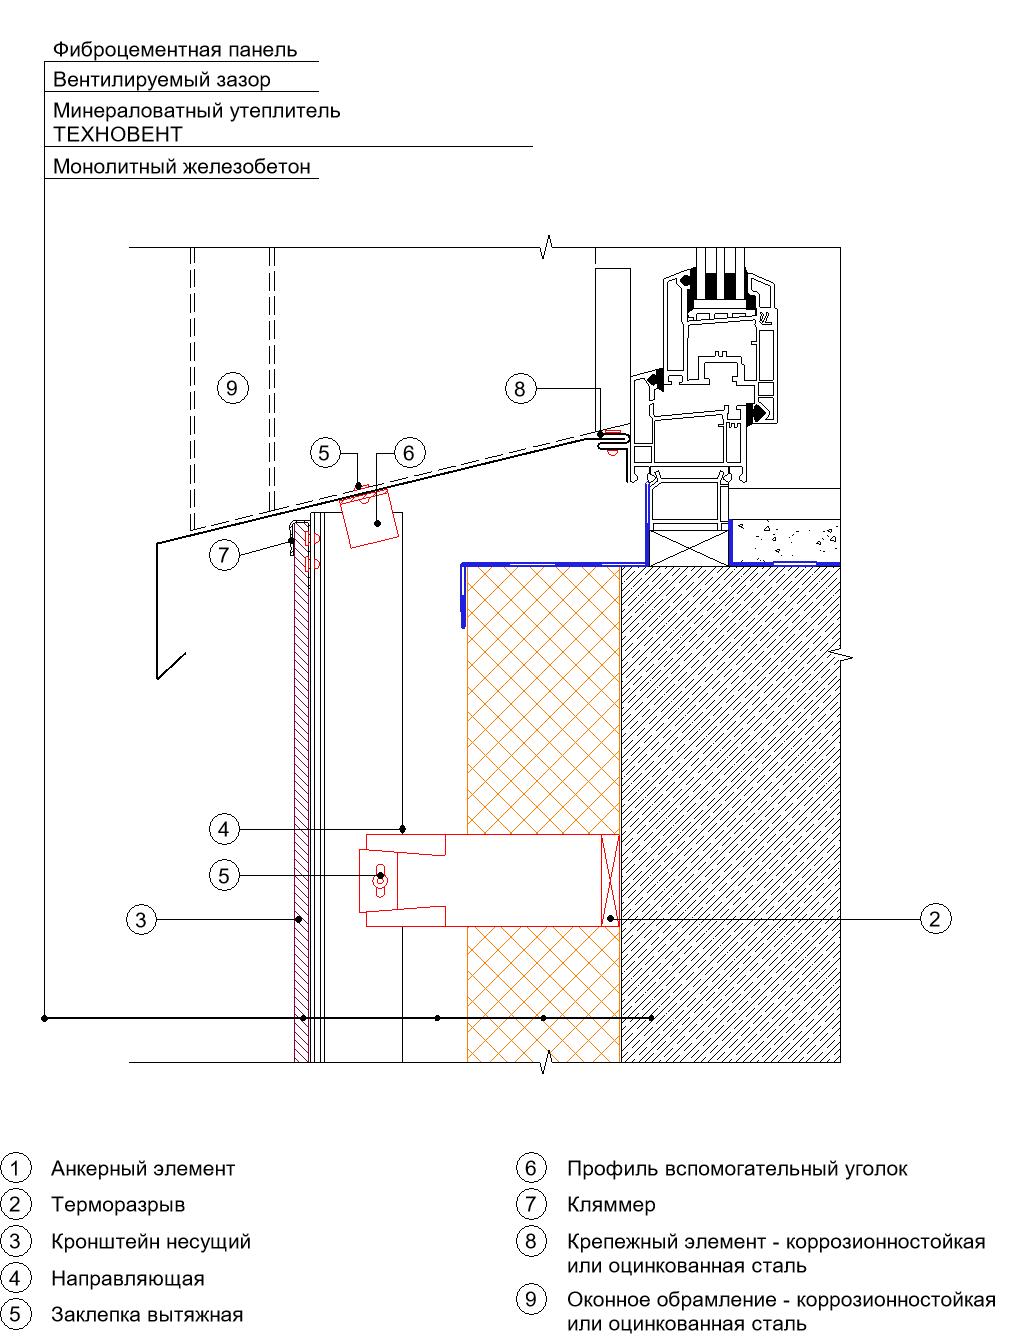 Фиброцементная панель
Вентилируемый зазор
Минераловатный утеплитель
ТЕХНОВЕНТ
Монолитный железобетон
9
8
5
6
7
4
5
3
2
1 Анкерный элемент
2 Терморазрыв
3 Кронштейн несущий
4 Направляющая
5 Заклепка вытяжная
6 Профиль вспомогательный уголок
7 Кляммер
8 Крепежный элемент - коррозионностойкая
или оцинкованная сталь
9 Оконное обрамление - коррозионностойкая
или оцинкованная сталь